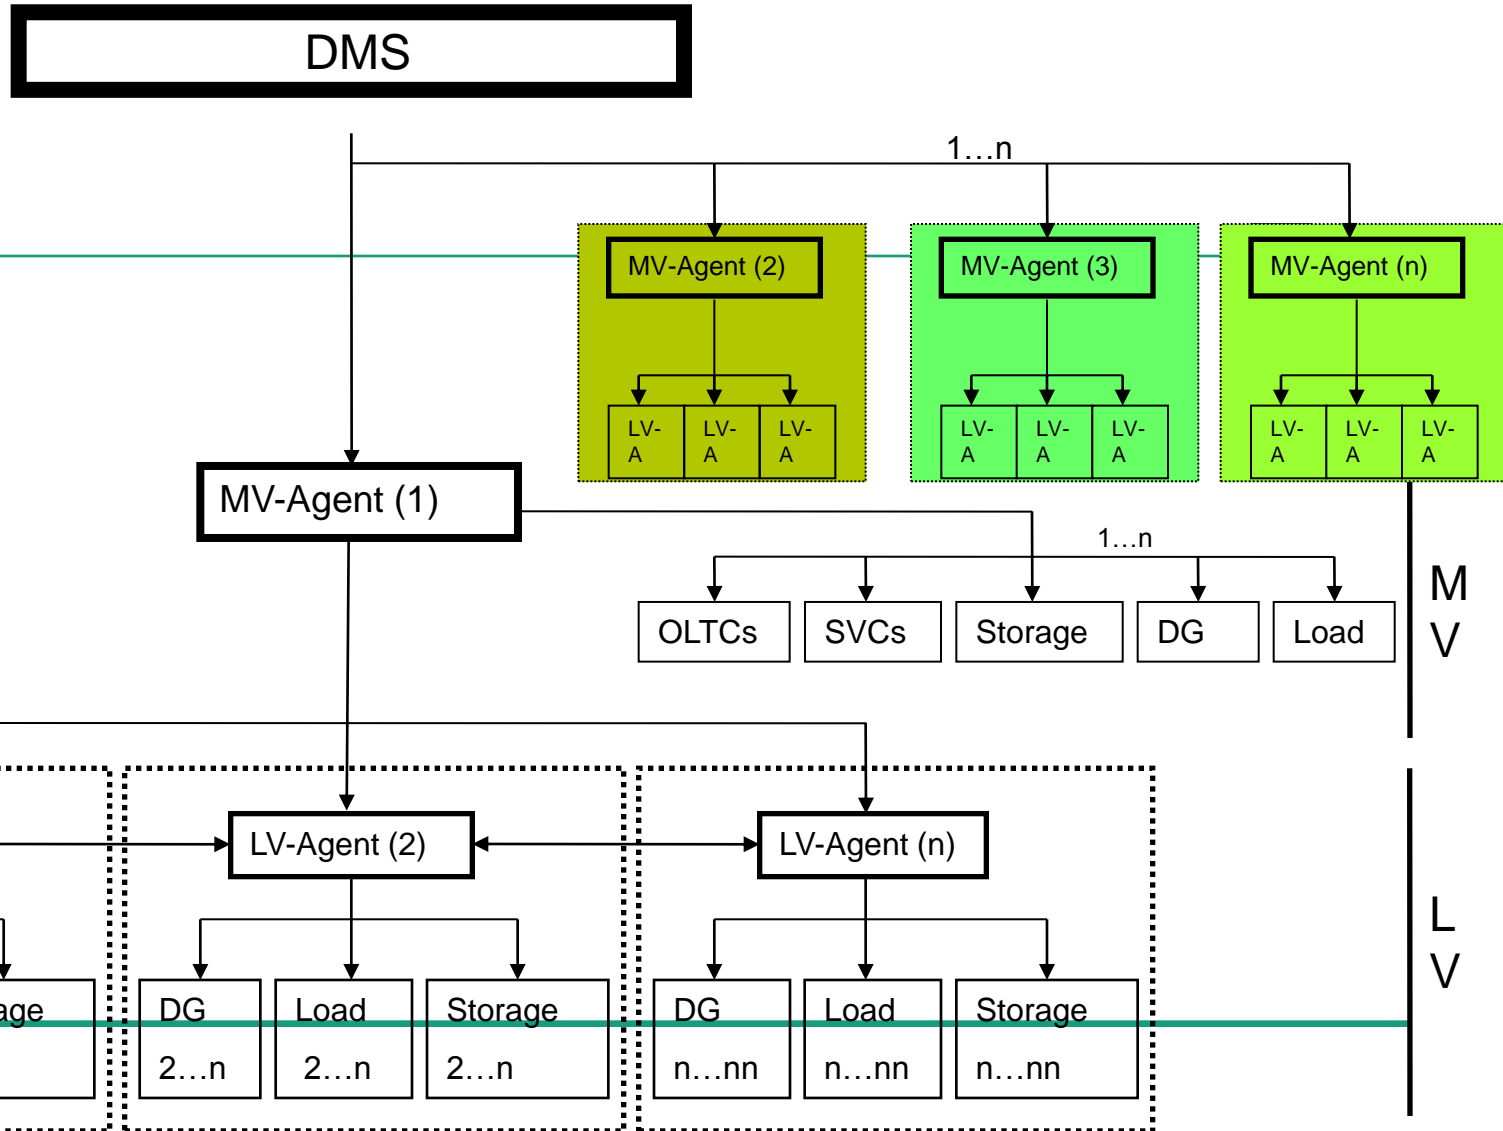 DMS
1…n
MV-Agent (2)
MV-Agent (3)
MV-Agent (n)
LV-
A
LV-
A
LV-
A
LV-
A
LV-
A
LV-
A
LV-
A
LV-
A
LV-
A
MV-Agent (1)
1…n
OLTCs
SVCs
Storage
DG
Load
M
V
LV-Agent (2)
LV-Agent (n)
L
V
age
DG
2…n
Load
2…n
Storage
2…n
DG
n…nn
Load
n…nn
Storage
n…nn